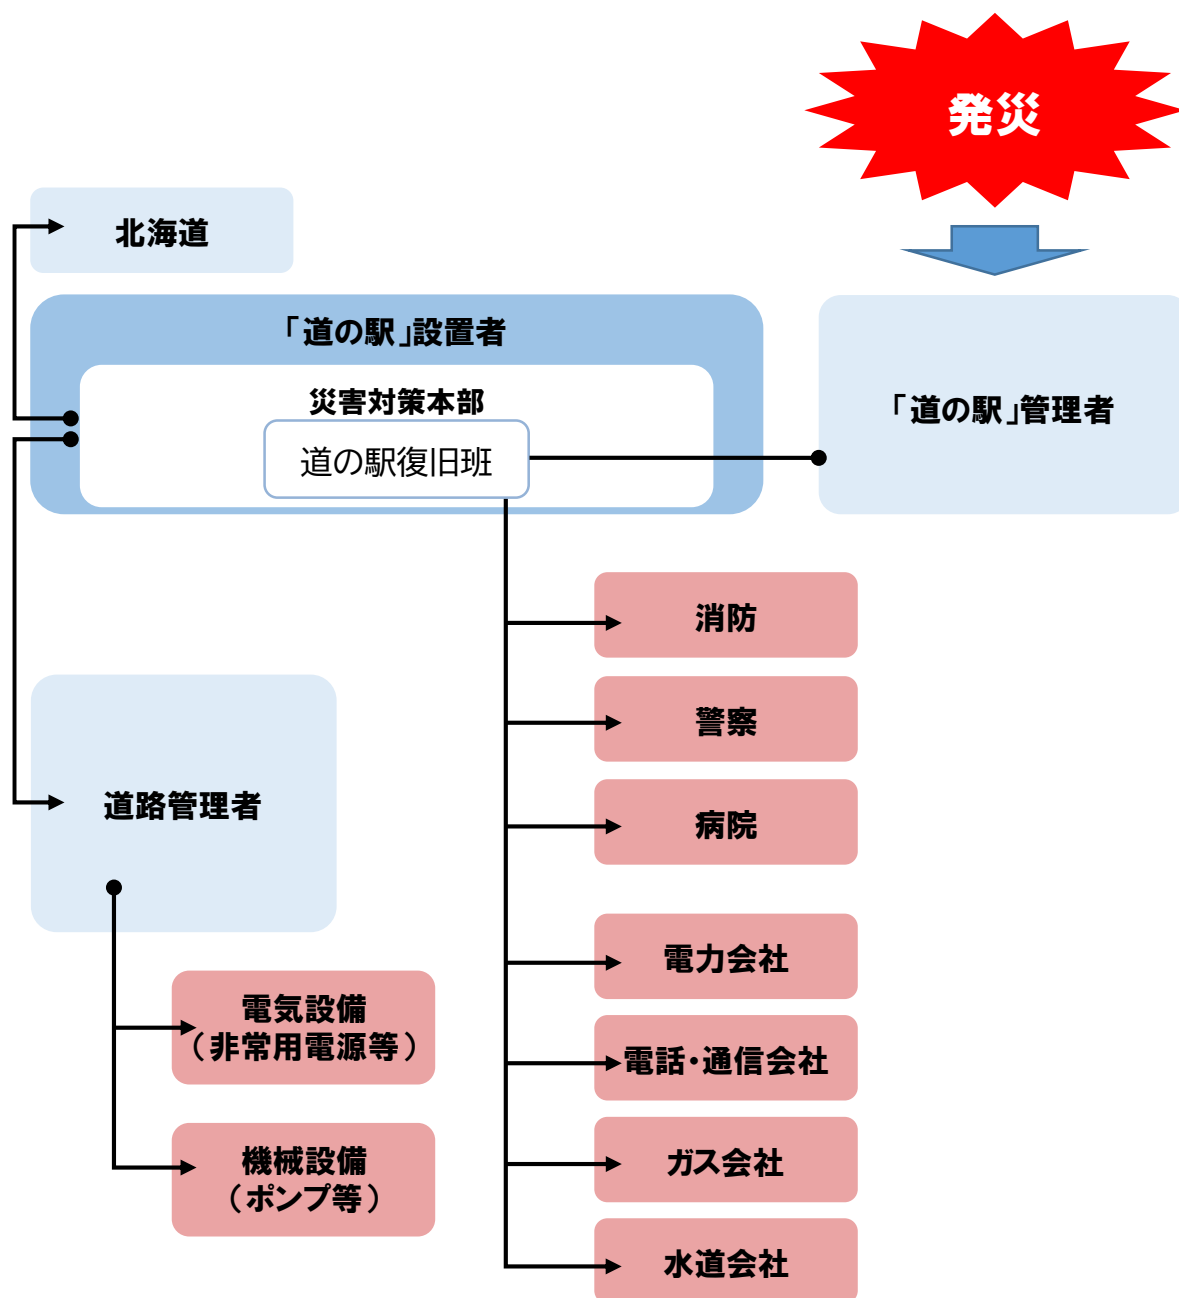 発災
北海道
「道の駅」設置者
災害対策本部
道の駅復旧班
「道の駅」管理者
消防
警察
病院
道路管理者
電力会社
電気設備
（非常用電源等）
電話・通信会社
ガス会社
機械設備
（ポンプ等）
水道会社